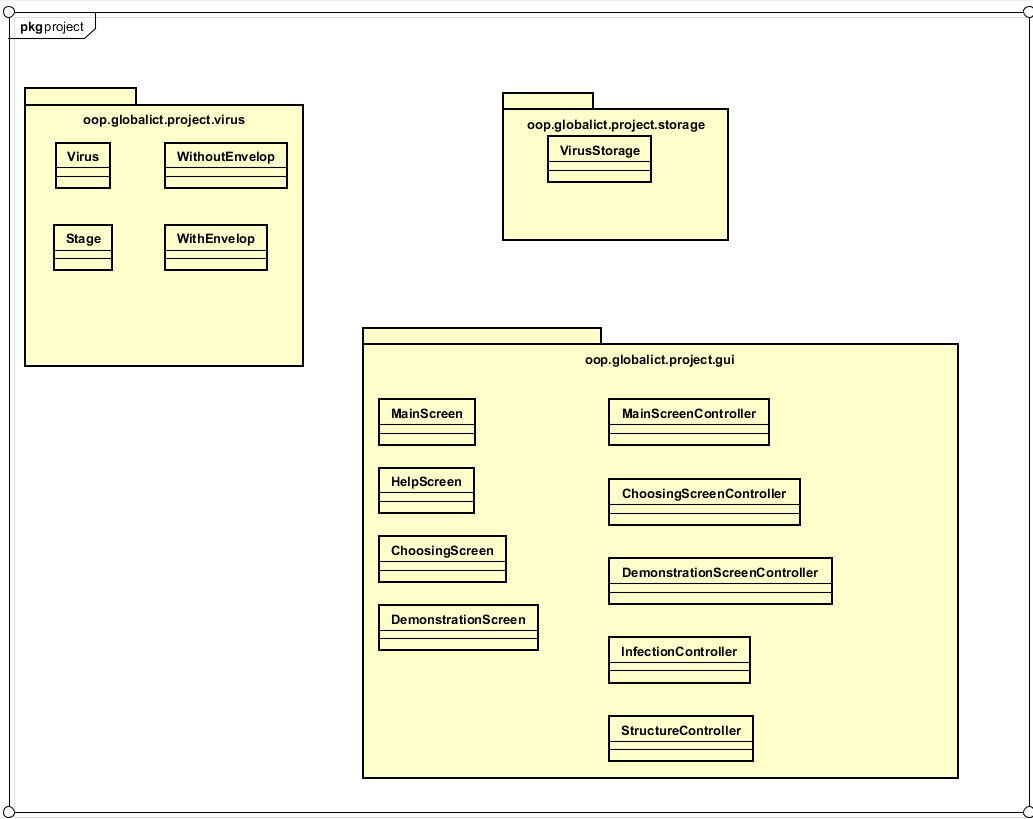 pkg project
oop.globalict.project.virus
Virus
WithoutEnvelop
Stage
WithEnvelop
oop.globalict.project.storage
VirusStorage
oop.globalict.project.gui
MainScreen
MainScreenController
HelpScreen
ChoosingScreenController
ChoosingScreen
DemonstrationScreenController
DemonstrationScreen
InfectionController
StructureController